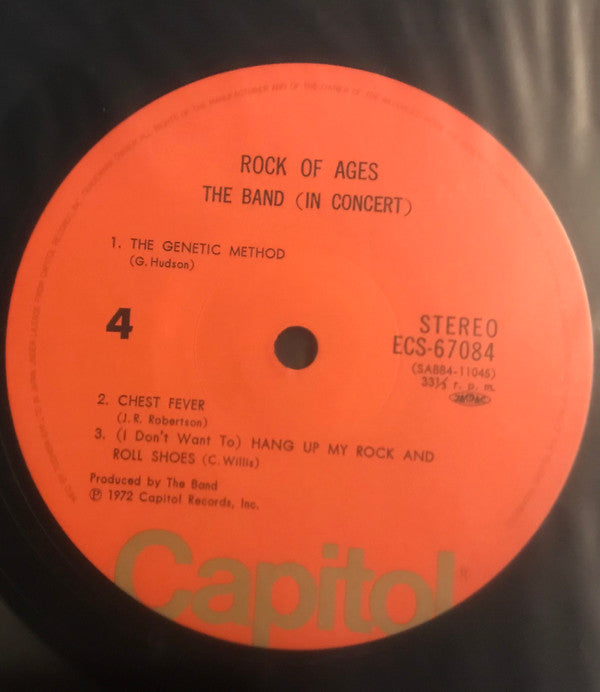 ROCK OF AGES
THE BAND (IN CONCERT)
1. THE GENETIC METHOD
(G. Hudson)
4
STEREO
ECS-67084
(SABB4-11045)
33⅓ r. p. m.
2. CHEST FEVER
(J.R. Robertson)
3. (I Don't Want To) HANG UP MY ROCK AND
ROLL SHOES (C. Willis)
Produced by The Band
℗ 1972 Capitol Records, Inc.
Capitol®